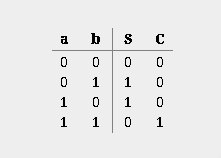 a b S C
0 0 0 0
0 1 1 0
1 0 1 0
1 1 0 1